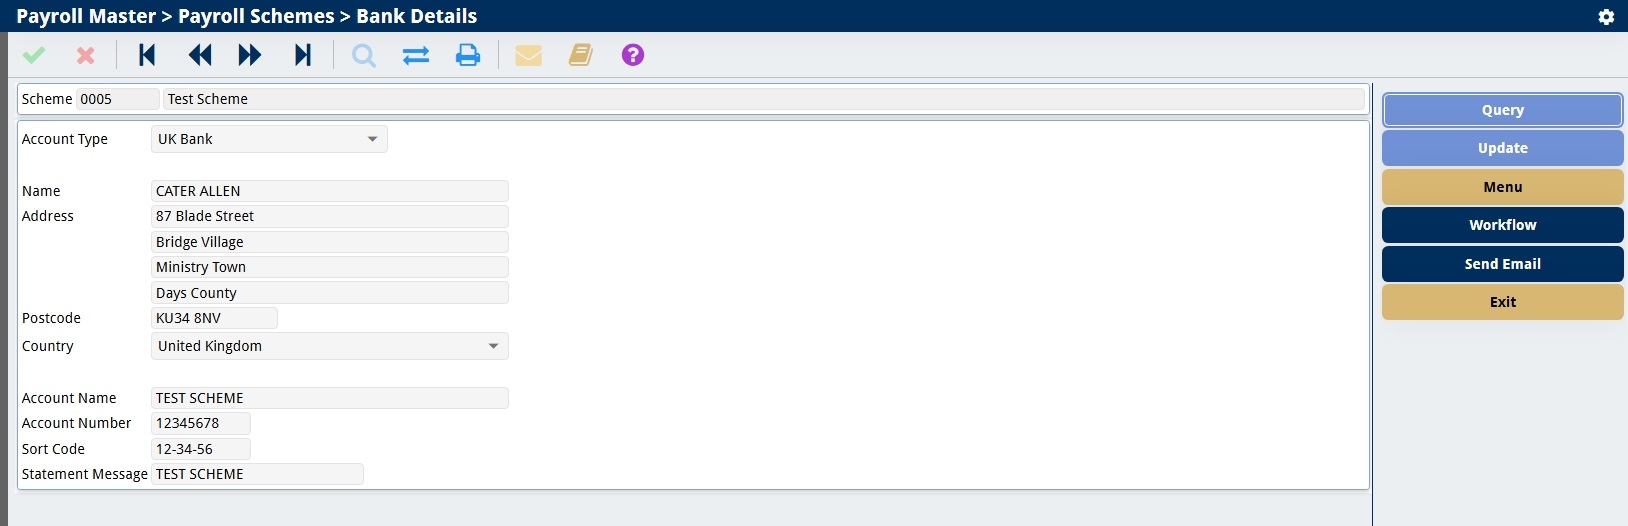 Payroll Master > Payroll Schemes > Bank Details
Scheme 0005 Test Scheme
Account Type UK Bank
Name CATER ALLEN
Address 87 Blade Street
Bridge Village
Ministry Town
Days County
Postcode KU34 8NV
Country United Kingdom
Account Name TEST SCHEME
Account Number 12345678
Sort Code 12-34-56
Statement Message TEST SCHEME
Query
Update
Menu
Workflow
Send Email
Exit